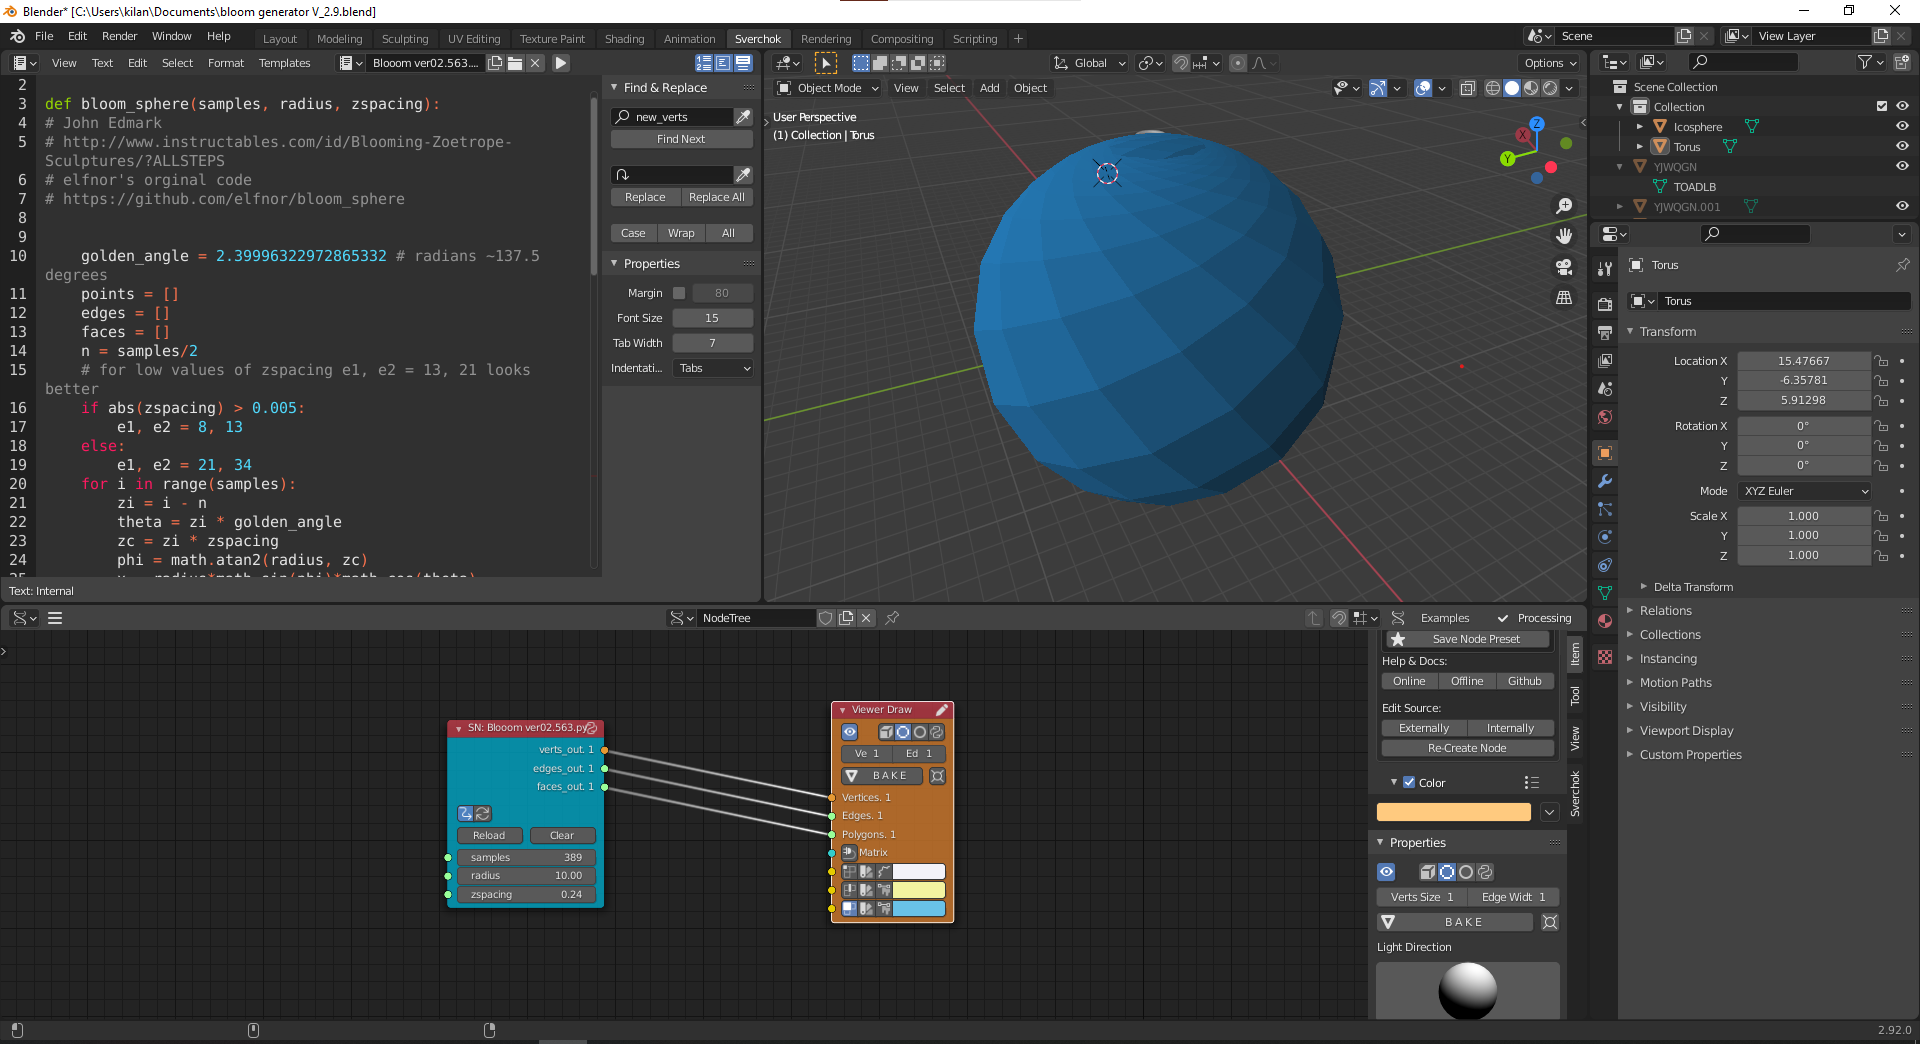 Blender* [C:\Users\kilan\Documents\bloom generator V_2.9.blend]
File Edit Render Window Help
Layout Modeling Sculpting UV Editing Texture Paint Shading Animation Sverchok Rendering Compositing Scripting +
Scene
View Layer
View Text Edit Select Format Templates
Blooom ver02.563....
2
3 def bloom_sphere(samples, radius, zspacing):
4 # John Edmark
5 # http://www.instructables.com/id/Blooming-Zoetrope-
Sculptures/?ALLSTEPS
6 # elfnor's orginal code
7 # https://github.com/elfnor/bloom_sphere
8
9
10 golden_angle = 2.39996322972865332 # radians ~137.5
degrees
11 points = []
12 edges = []
13 faces = []
14 n = samples/2
15 # for low values of zspacing e1, e2 = 13, 21 looks
better
16 if abs(zspacing) > 0.005:
17 e1, e2 = 8, 13
18 else:
19 e1, e2 = 21, 34
20 for i in range(samples):
21 zi = i - n
22 theta = zi * golden_angle
23 zc = zi * zspacing
24 phi = math.atan2(radius, zc)
Text: Internal
Find & Replace
new_verts
Find Next
Replace Replace All
Case Wrap All
Properties
Margin 80
Font Size 15
Tab Width 7
Indentati... Tabs
Global
Options
Object Mode View Select Add Object
User Perspective
(1) Collection | Torus
Z
X
Y
Scene Collection
Collection
Icosphere
Torus
YJWQGN
TOADLB
YJWQGN.001
Torus
Torus
Transform
Location X 15.47667
Y -6.35781
Z 5.91298
Rotation X 0°
Y 0°
Z 0°
Mode XYZ Euler
Scale X 1.000
Y 1.000
Z 1.000
Delta Transform
Relations
Collections
Instancing
Motion Paths
Visibility
Viewport Display
Custom Properties
NodeTree
Examples
Processing
SN: Blooom ver02.563.py
verts_out. 1
edges_out. 1
faces_out. 1
Reload Clear
samples 389
radius 10.00
zspacing 0.24
Viewer Draw
Ve 1 Ed 1
BAKE
Vertices. 1
Edges. 1
Polygons. 1
Matrix
Save Node Preset
Help & Docs:
Online Offline Github
Edit Source:
Externally Internally
Re-Create Node
Color
Properties
Verts Size 1 Edge Widt 1
BAKE
Light Direction
Item
Tool
View
Sverchok
2.92.0